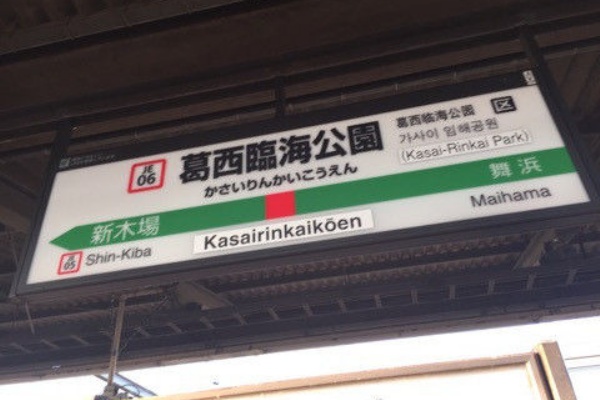 JE
06
葛西臨海公園
かさいりんかいこうえん
葛西临海公园
가사이 임해공원
(Kasai-Rinkai Park)
区
新木場
舞浜
JE
05
Shin-Kiba
Kasairinkaikōen
Maihama